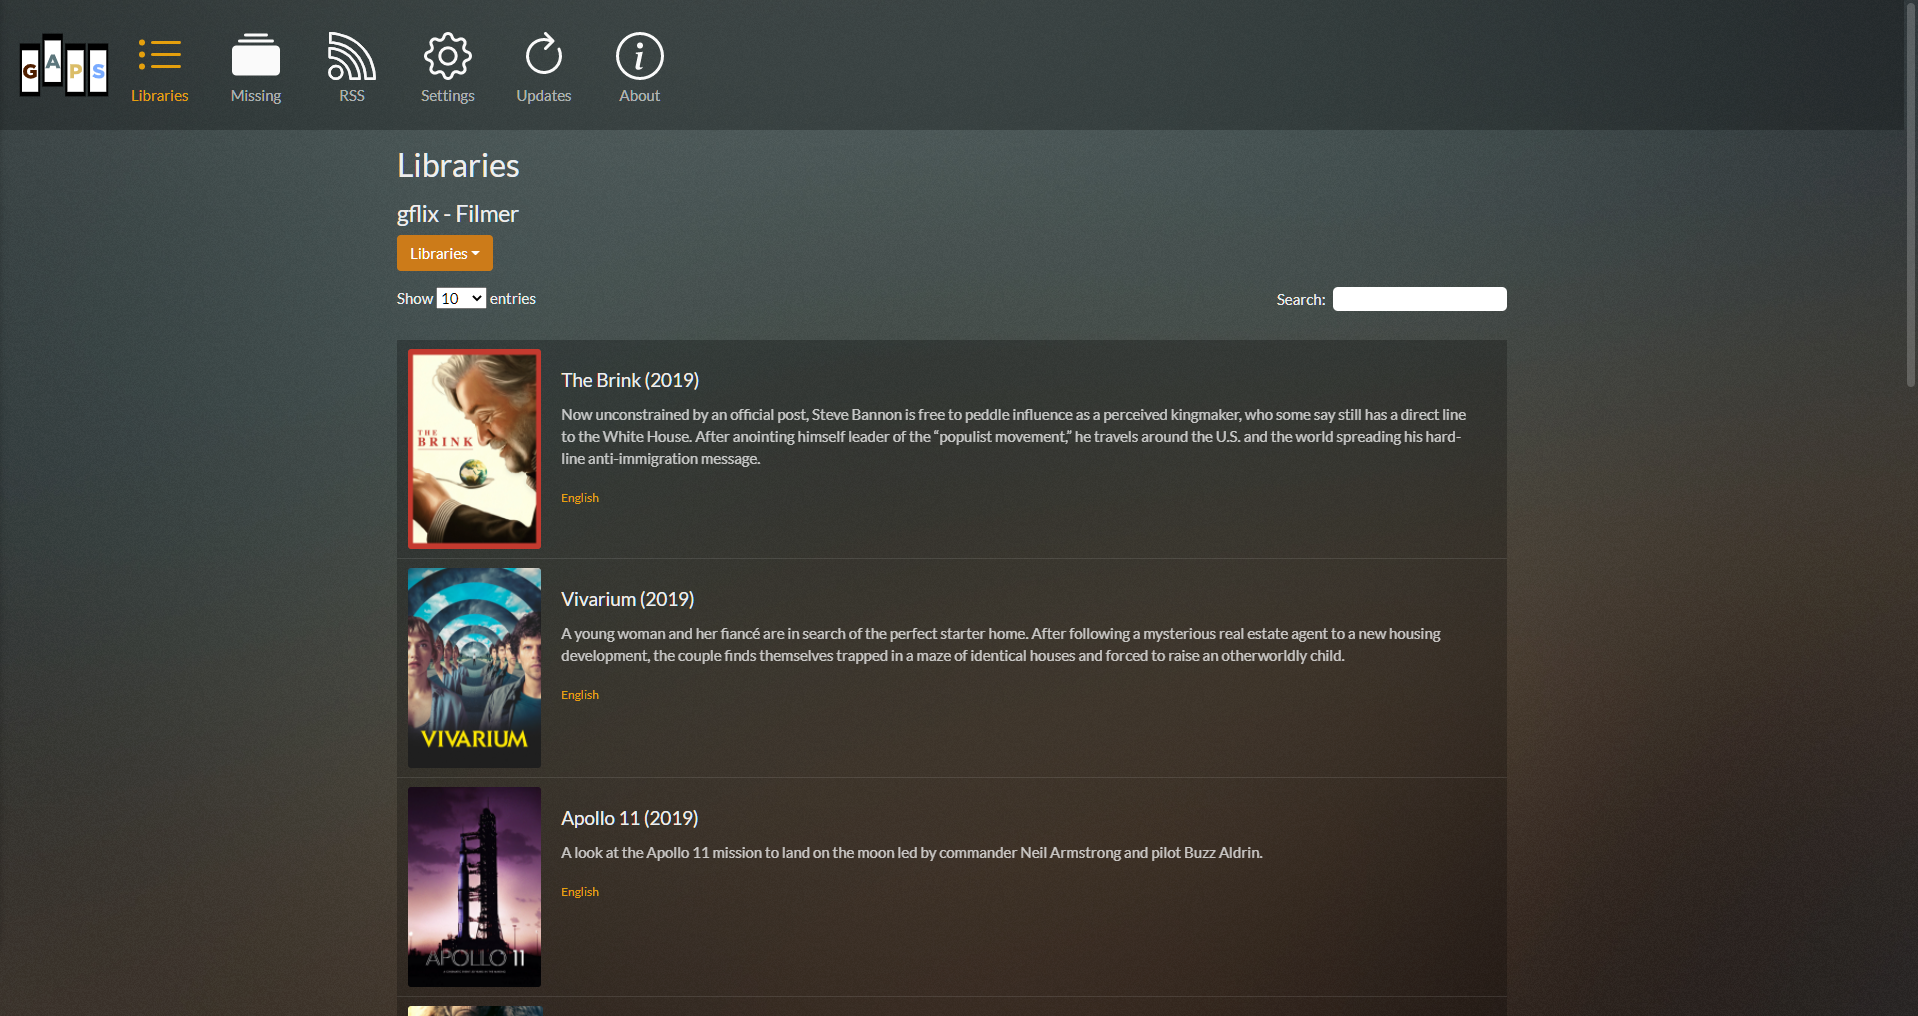 GAPS
Libraries
Missing
RSS
Settings
Updates
About
Libraries
gflix - Filmer
Libraries
Show 10 entries
Search:
THE
BRINK
The Brink (2019)
Now unconstrained by an official post, Steve Bannon is free to peddle influence as a perceived kingmaker, who some say still has a direct line
to the White House. After anointing himself leader of the “populist movement,” he travels around the U.S. and the world spreading his hard-
line anti-immigration message.
English
VIVARIUM
Vivarium (2019)
A young woman and her fiancé are in search of the perfect starter home. After following a mysterious real estate agent to a new housing
development, the couple finds themselves trapped in a maze of identical houses and forced to raise an otherworldly child.
English
APOLLO 11
Apollo 11 (2019)
A look at the Apollo 11 mission to land on the moon led by commander Neil Armstrong and pilot Buzz Aldrin.
English